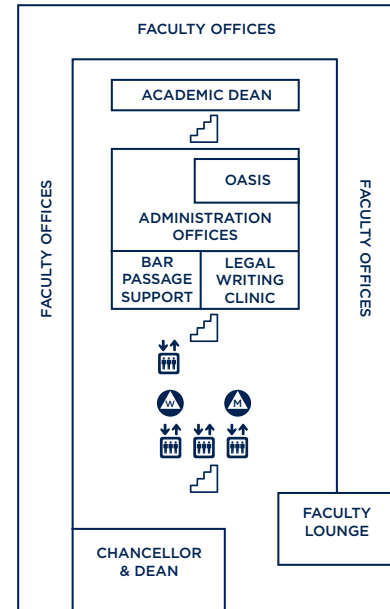 FACULTY OFFICES
ACADEMIC DEAN
OASIS
ADMINISTRATION
OFFICES
BAR
PASSAGE
SUPPORT
LEGAL
WRITING
CLINIC
FACULTY OFFICES
FACULTY OFFICES
W
M
FACULTY
LOUNGE
CHANCELLOR
& DEAN